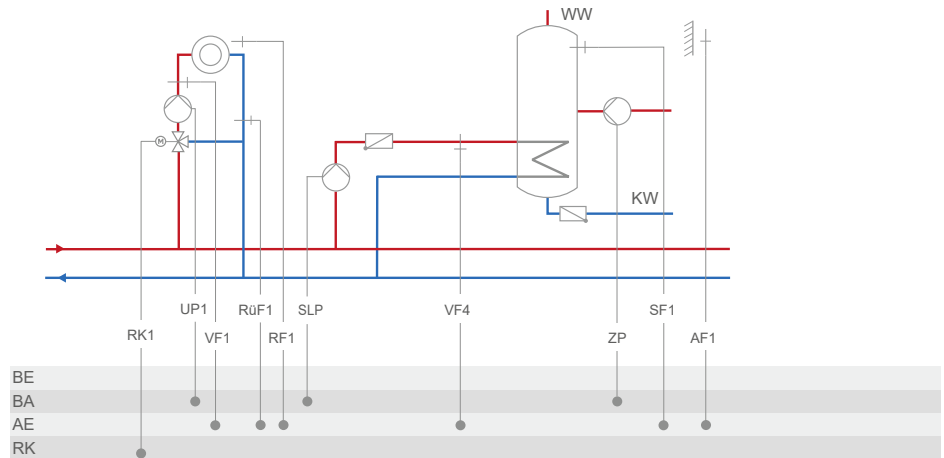 WW
M
KW
UP1 RüF1 SLP VF4 SF1
RK1 VF1 RF1 ZP AF1
BE
BA
AE
RK